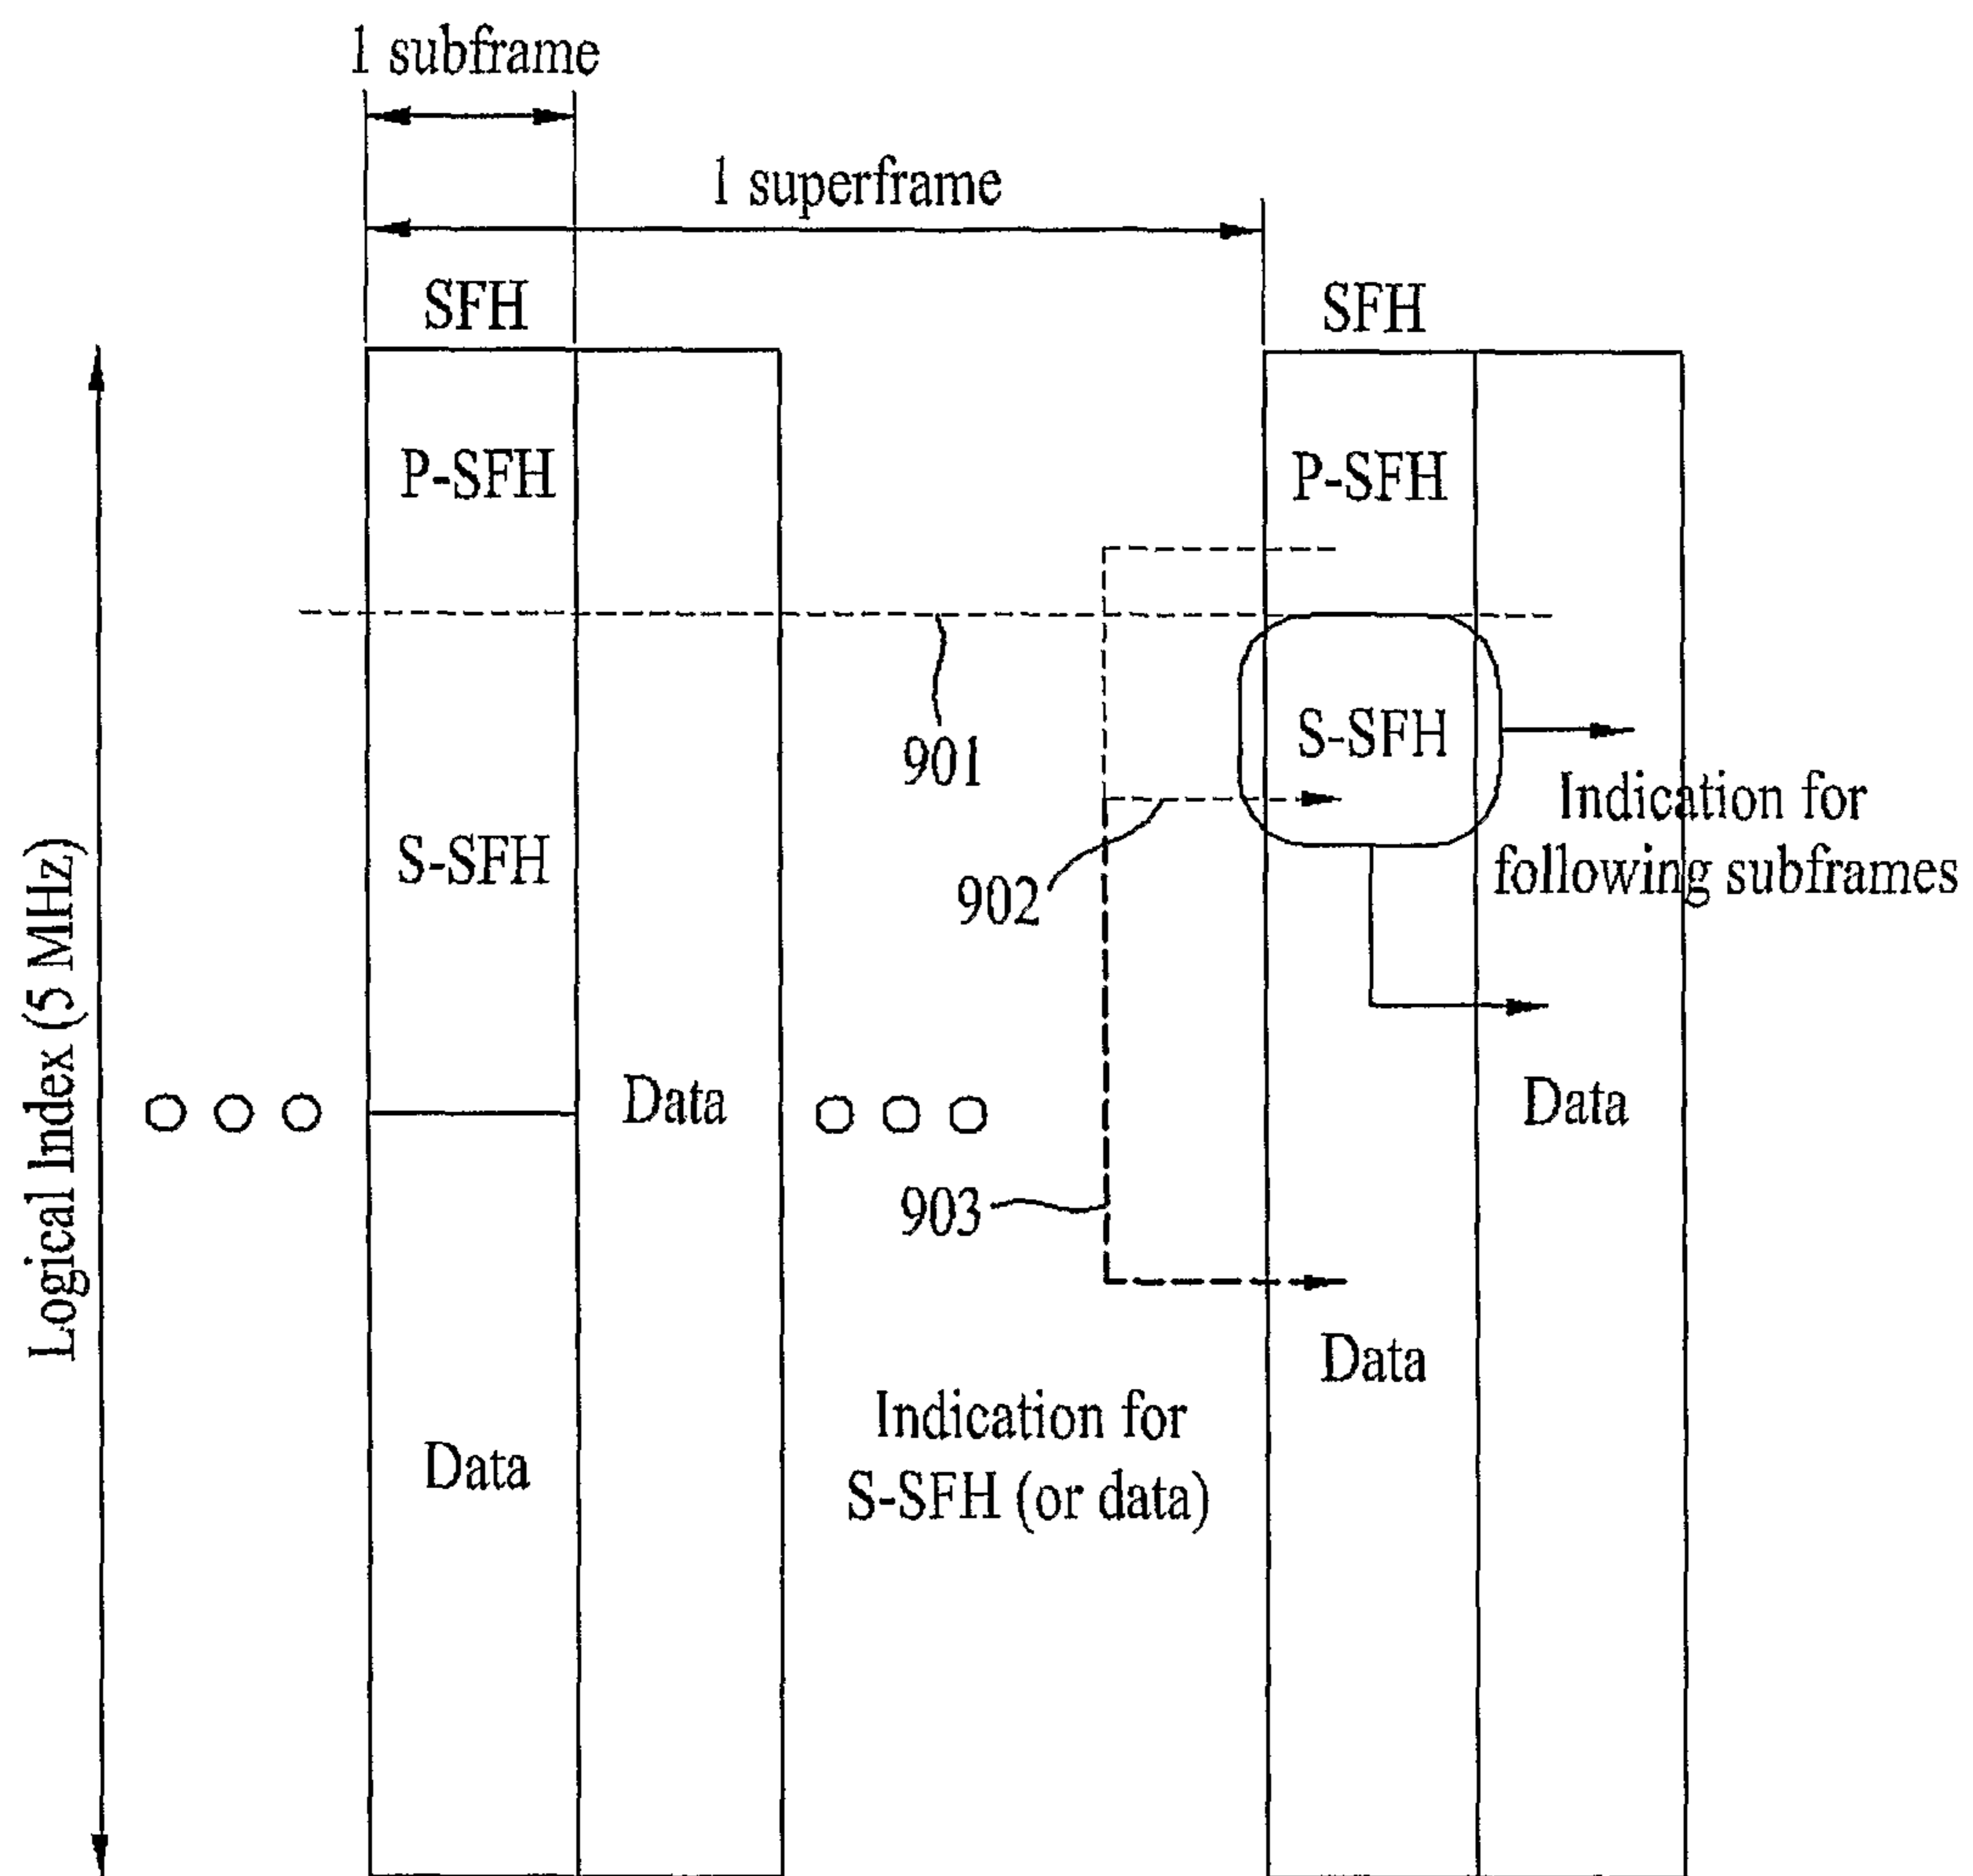 1 subframe
1 superframe
SFH
SFH
P-SFH
P-SFH
S-SFH
901
Indication for
following subframes
S-SFH
902
Logical Index (5 MHz)
Data
Data
903
Data
Indication for
S-SFH (or data)
Data